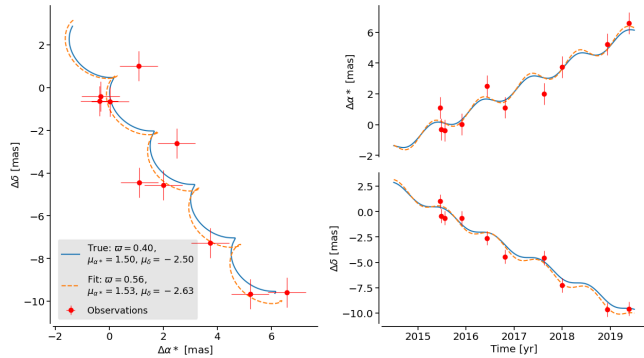 2
0
−2
−4
−6
−8
−10
Δδ [mas]
−2
0
2
4
6
Δα* [mas]
True: ϖ = 0.40,
μα* = 1.50, μδ = −2.50
Fit: ϖ = 0.56,
μα* = 1.53, μδ = −2.63
Observations
6
4
2
0
−2
Δα* [mas]
2.5
0.0
−2.5
−5.0
−7.5
−10.0
Δδ [mas]
2015
2016
2017
2018
2019
Time [yr]